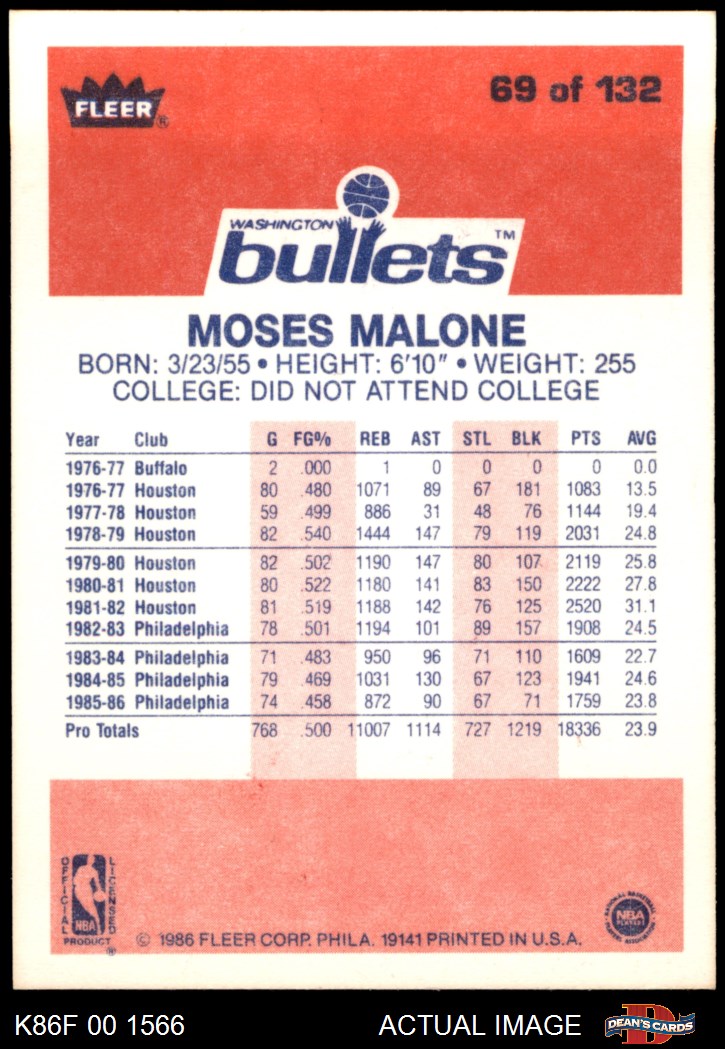 FLEER®
69 of 132
WASHINGTON
bullets™
MOSES MALONE
BORN: 3/23/55 • HEIGHT: 6'10" • WEIGHT: 255
COLLEGE: DID NOT ATTEND COLLEGE
Year Club G FG% REB AST STL BLK PTS AVG
1976-77 Buffalo 2 .000 1 0 0 0 0 0.0
1976-77 Houston 80 .480 1071 89 67 181 1083 13.5
1977-78 Houston 59 .499 886 31 48 76 1144 19.4
1978-79 Houston 82 .540 1444 147 79 119 2031 24.8
1979-80 Houston 82 .502 1190 147 80 107 2119 25.8
1980-81 Houston 80 .522 1180 141 83 150 2222 27.8
1981-82 Houston 81 .519 1188 142 76 125 2520 31.1
1982-83 Philadelphia 78 .501 1194 101 89 157 1908 24.5
1983-84 Philadelphia 71 .483 950 96 71 110 1609 22.7
1984-85 Philadelphia 79 .469 1031 130 67 123 1941 24.6
1985-86 Philadelphia 74 .458 872 90 67 71 1759 23.8
Pro Totals 768 .500 11007 1114 727 1219 18336 23.9
OFFICIAL LICENSED
NBA
PRODUCT®
© 1986 FLEER CORP. PHILA. 19141 PRINTED IN U.S.A.
NATIONAL BASKETBALL
NBA
PLAYERS
PLAYERS ASSOCIATION
K86F 00 1566
ACTUAL IMAGE
D
DEAN'S CARDS